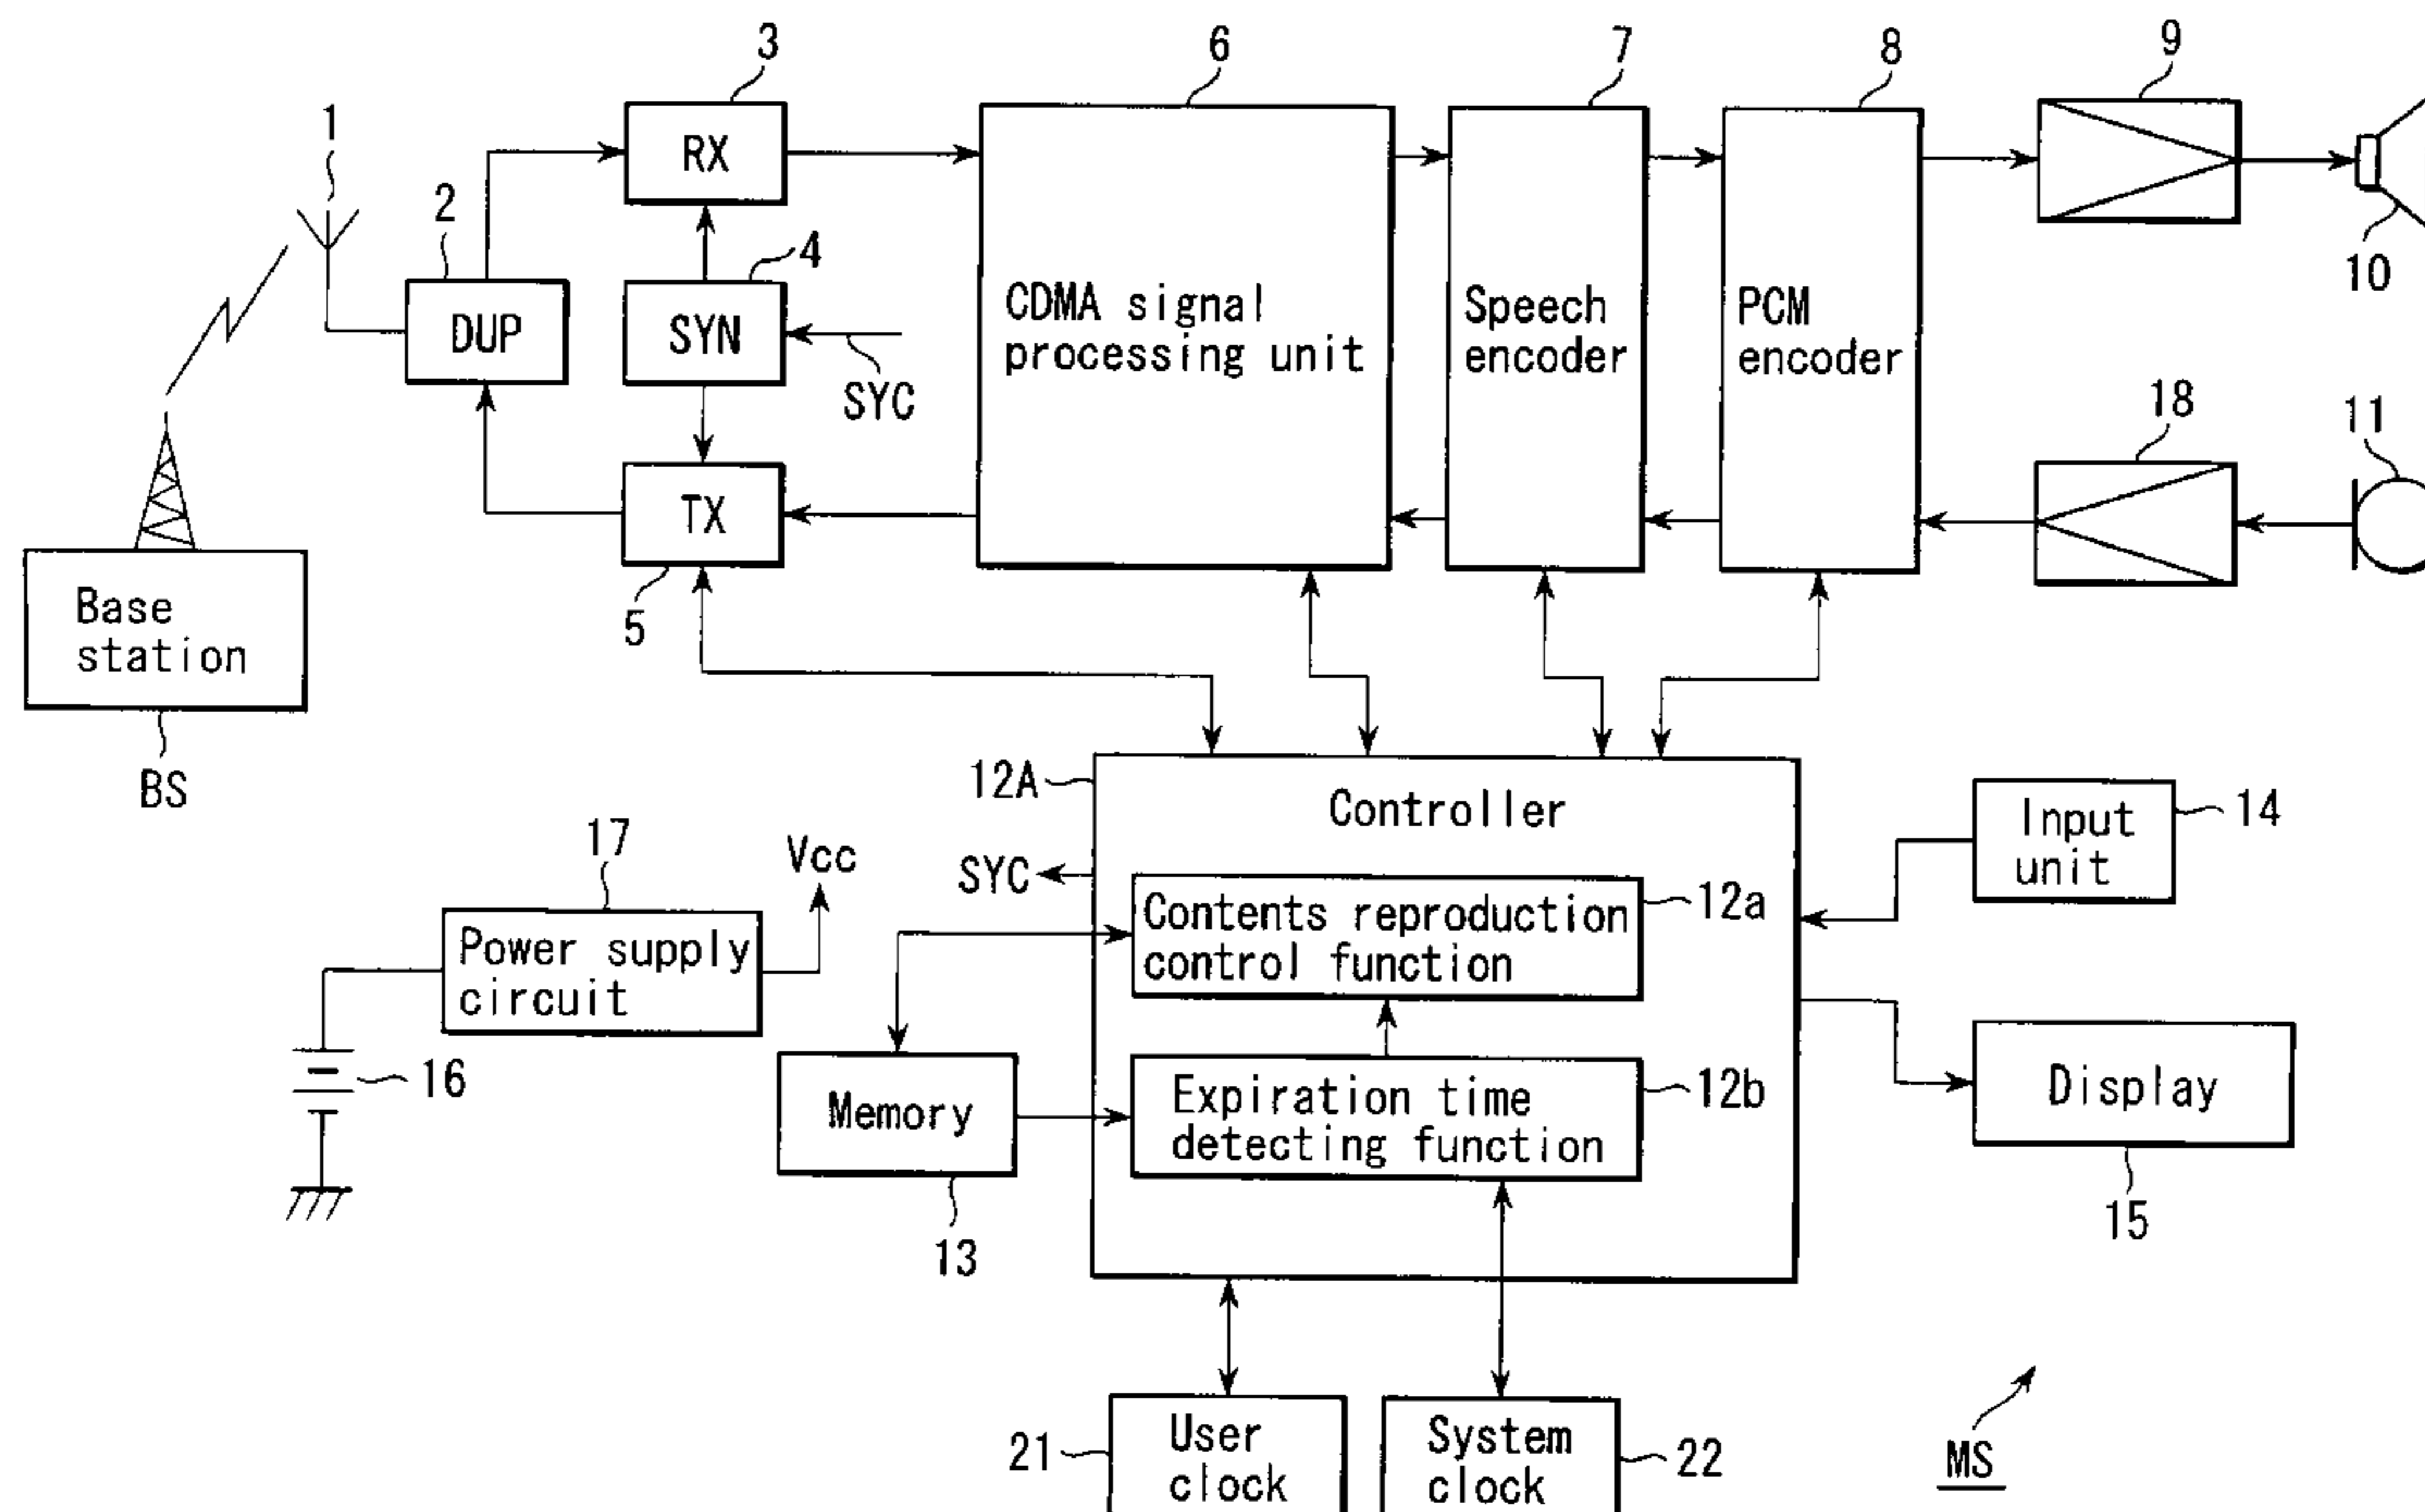 3
6
7
8
9
1
RX
2
4
10
DUP
SYN
CDMA signal
processing unit
Speech
encoder
PCM
encoder
SYC
18
11
TX
Base
station
5
BS
12A
Controller
Input
unit
14
17
Vcc
SYC
Contents reproduction
control function
12a
Power supply
circuit
16
Memory
Expiration time
detecting function
12b
Display
13
15
21
User
clock
System
clock
22
MS